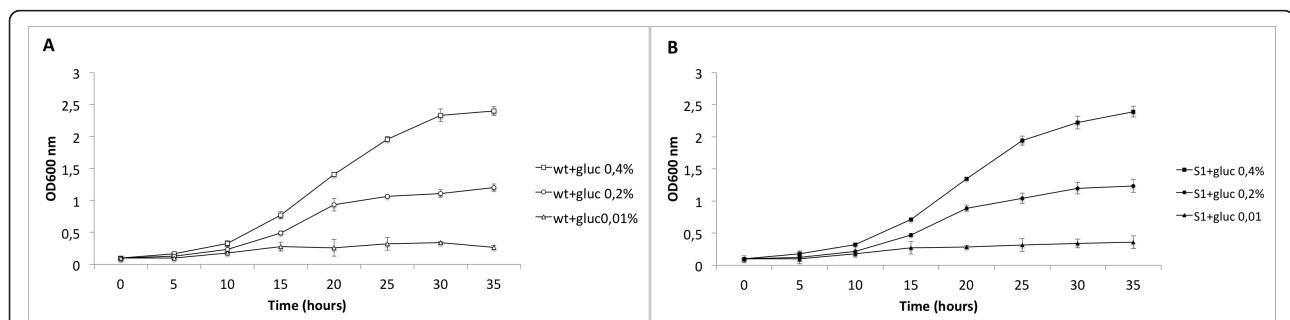 A
3
2,5
2
1,5
1
0,5
0
OD600 nm
0 5 10 15 20 25 30 35
Time (hours)
wt+gluc 0,4%
wt+gluc 0,2%
wt+gluc0,01%
B
3
2,5
2
1,5
1
0,5
0
OD600 nm
0 5 10 15 20 25 30 35
Time (hours)
S1+gluc 0,4%
S1+gluc 0,2%
S1+gluc 0,01